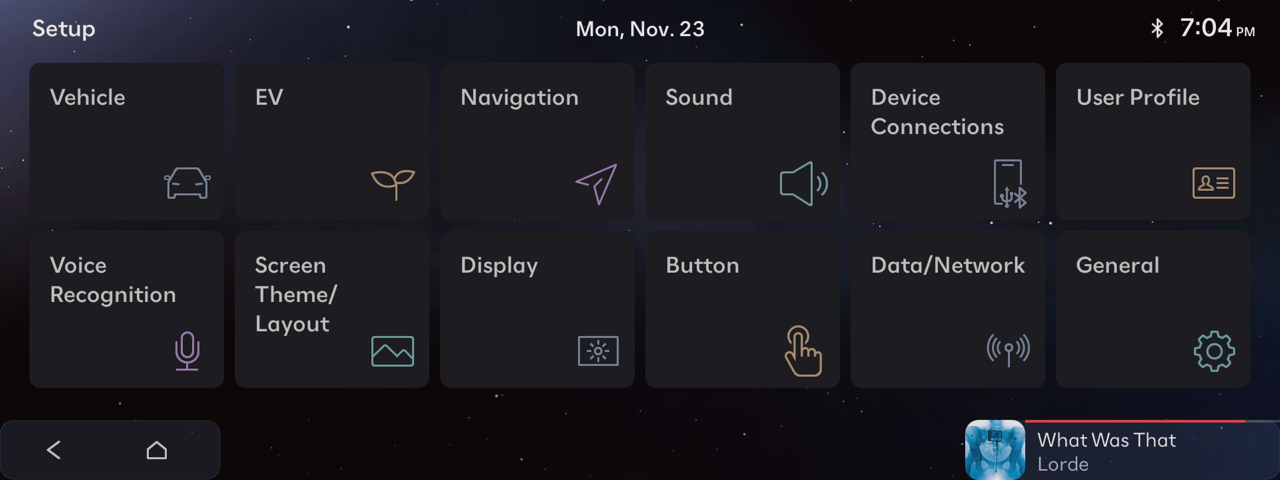 Setup
Mon, Nov. 23
7:04 PM
Vehicle
EV
Navigation
Sound
Device
Connections
User Profile
Voice
Recognition
Screen
Theme/
Layout
Display
Button
Data/Network
General
What Was That
Lorde